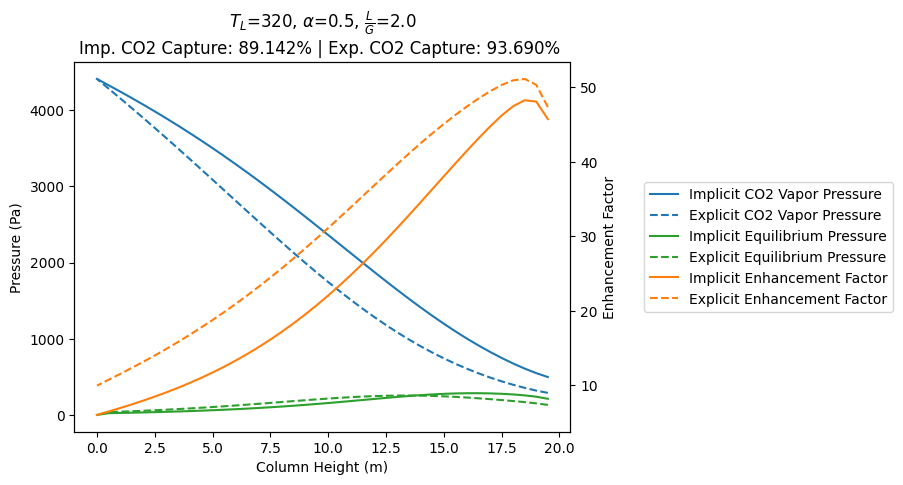 T_L=320, α=0.5, L/G=2.0
Imp. CO2 Capture: 89.142% | Exp. CO2 Capture: 93.690%
Pressure (Pa)
4000
3000
2000
1000
0
0.0 2.5 5.0 7.5 10.0 12.5 15.0 17.5 20.0
Column Height (m)
50
40
30
20
10
Enhancement Factor
Implicit CO2 Vapor Pressure
Explicit CO2 Vapor Pressure
Implicit Equilibrium Pressure
Explicit Equilibrium Pressure
Implicit Enhancement Factor
Explicit Enhancement Factor